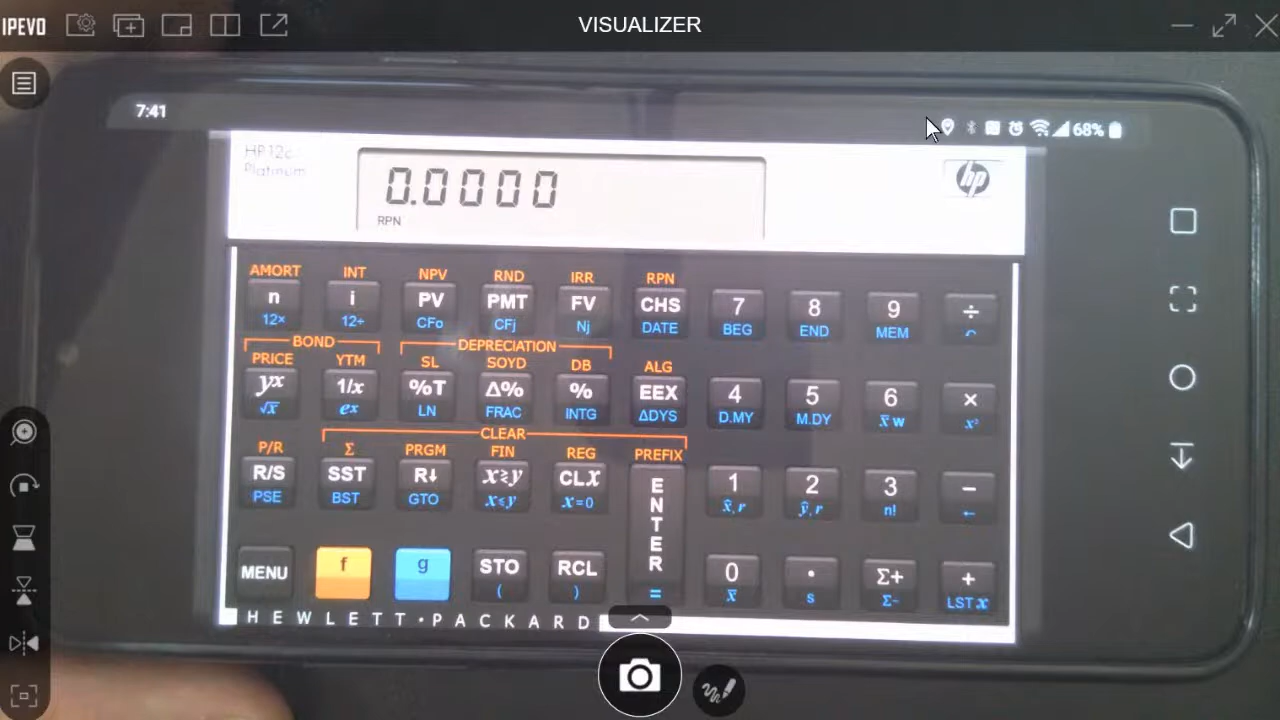 IPEVO VISUALIZER
7:41 68%
HP12c
Platinum
0.0000
RPN
hp
AMORT INT NPV RND IRR RPN
n i PV PMT FV CHS 7 8 9 ÷
12× 12÷ CFo CFj Nj DATE BEG END MEM
BOND DEPRECIATION
PRICE YTM SL SOYD DB ALG
yx 1/x %T Δ% % EEX 4 5 6 ×
√x ex LN FRAC INTG ΔDYS D.MY M.DY x̄ w x²
CLEAR
P/R Σ PRGM FIN REG PREFIX
R/S SST R↓ x≷y CLx ENTER 1 2 3 −
PSE BST GTO x≤y x=0 x̂,r ŷ,r n! ←
MENU f g STO RCL 0 · Σ+ +
( ) = x̄ s Σ− LST x
HEWLETT·PACKARD